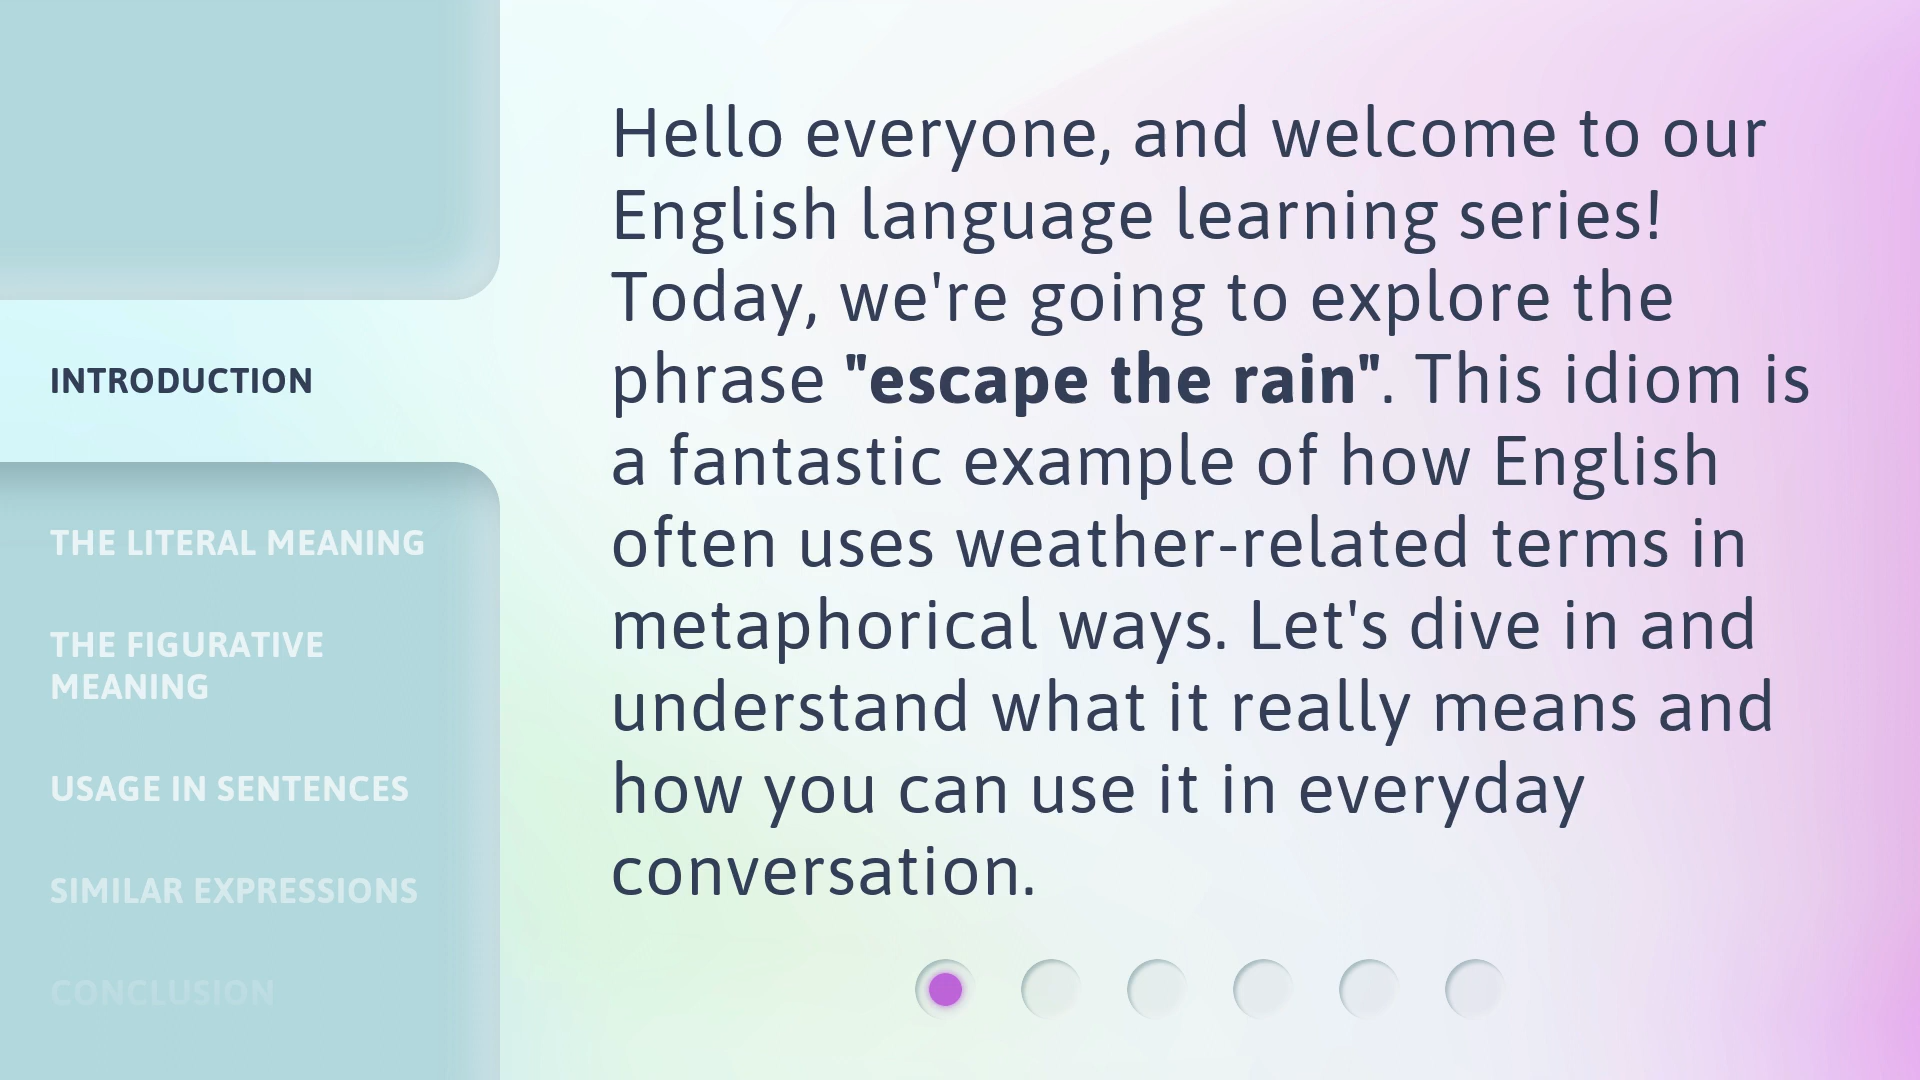 INTRODUCTION
THE LITERAL MEANING
THE FIGURATIVE
MEANING
USAGE IN SENTENCES
SIMILAR EXPRESSIONS
CONCLUSION
Hello everyone, and welcome to our
English language learning series!
Today, we're going to explore the
phrase "escape the rain". This idiom is
a fantastic example of how English
often uses weather-related terms in
metaphorical ways. Let's dive in and
understand what it really means and
how you can use it in everyday
conversation.